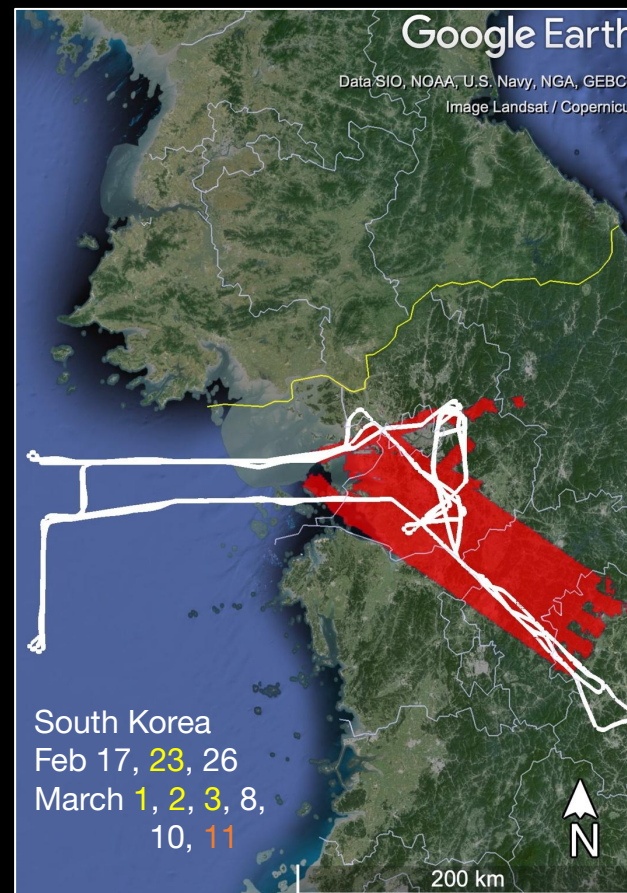 Google Earth
Data SIO, NOAA, U.S. Navy, NGA, GEBC
Image Landsat / Copernicu
South Korea
Feb 17, 23, 26
March 1, 2, 3, 8,
10, 11
N
200 km